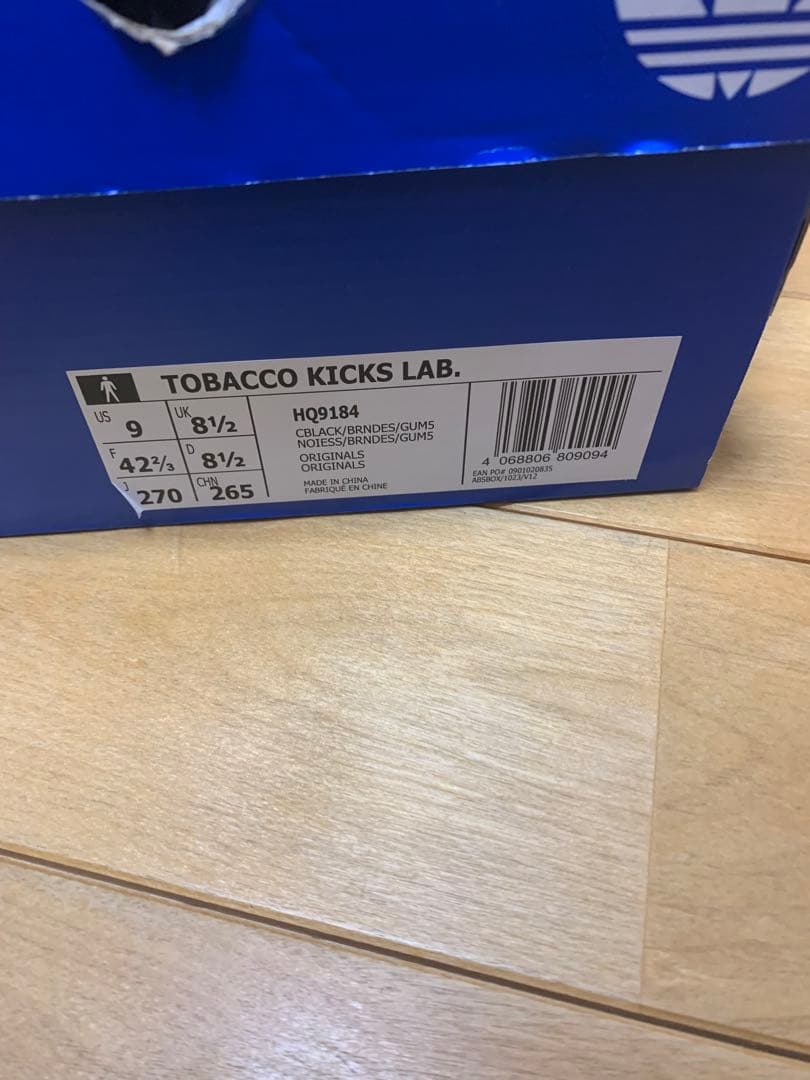 TOBACCO KICKS LAB.
US 9 UK 8½
F 42⅔ D 8½
J 270 CHN 265
HQ9184
CBLACK/BRNDES/GUM5
NOIESS/BRNDES/GUM5
ORIGINALS
ORIGINALS
MADE IN CHINA
FABRIQUÉ EN CHINE
4 068806 809094
EAN PO# 0901020835
ABSBOX/1023/V12